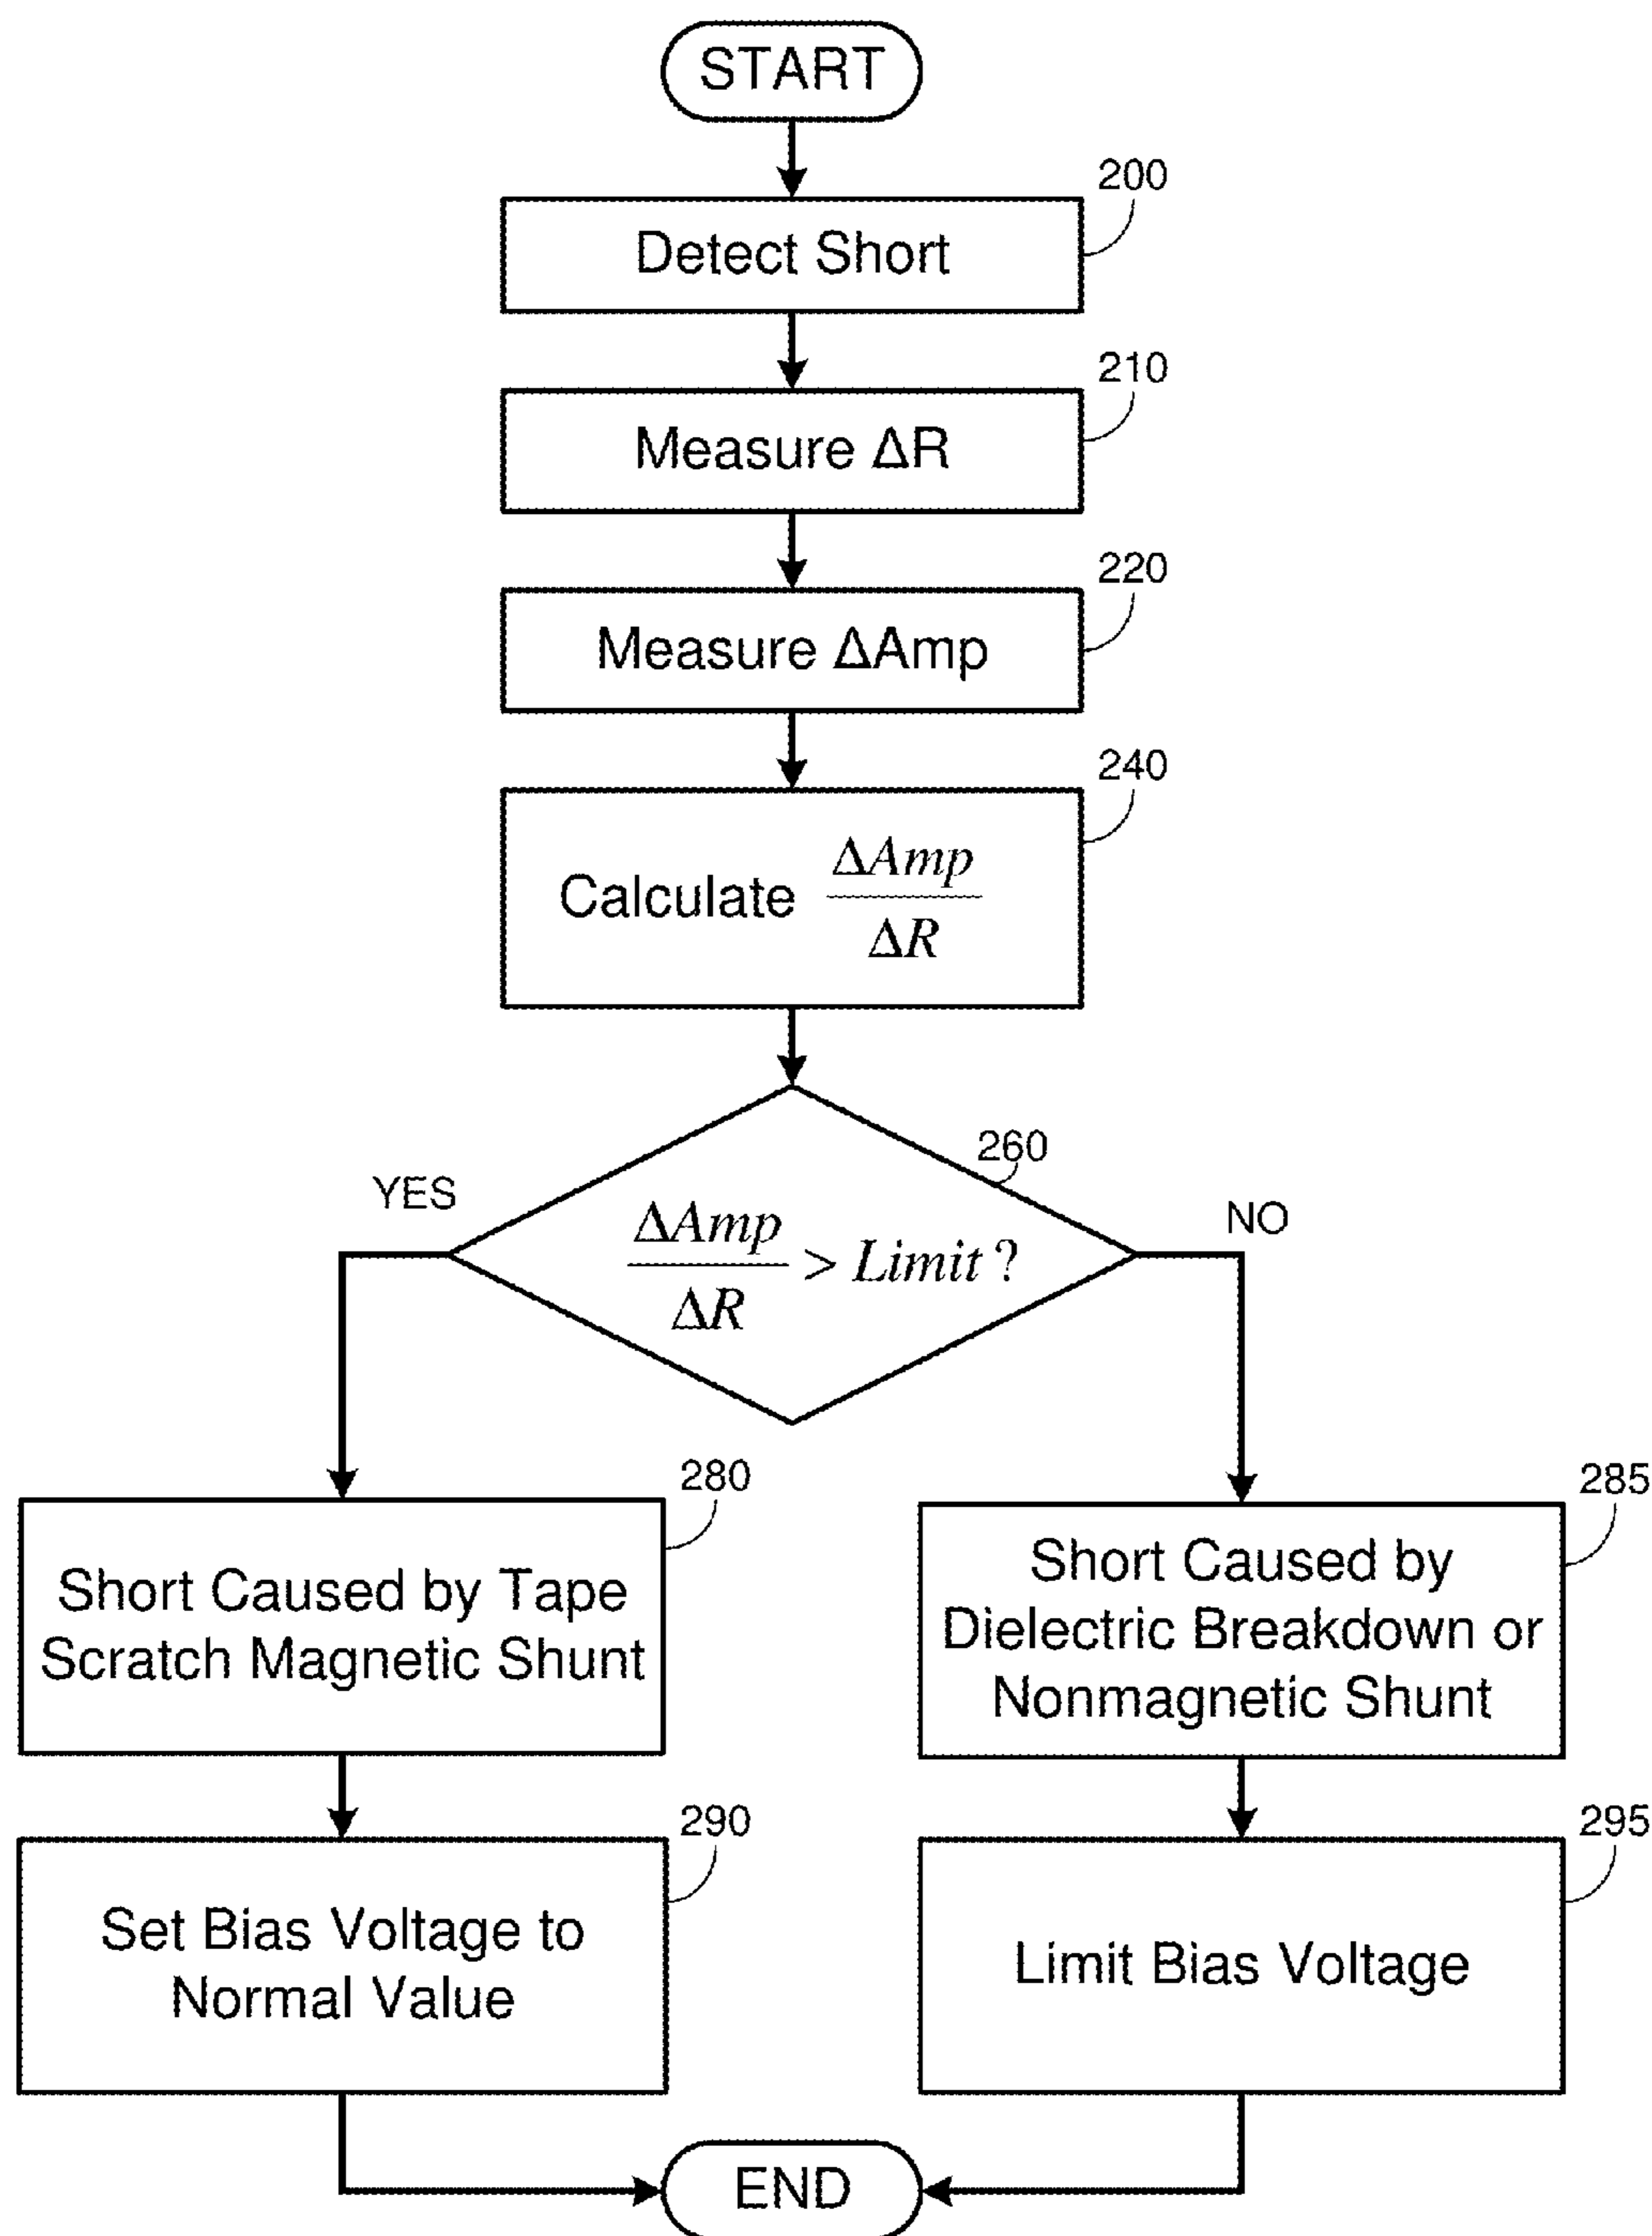 START
200
Detect Short
210
Measure ΔR
220
Measure ΔAmp
240
Calculate ΔAmp
ΔR
260
YES
NO
ΔAmp
> Limit ?
ΔR
280
285
Short Caused by Tape
Scratch Magnetic Shunt
Short Caused by
Dielectric Breakdown or
Nonmagnetic Shunt
290
295
Set Bias Voltage to
Normal Value
Limit Bias Voltage
END